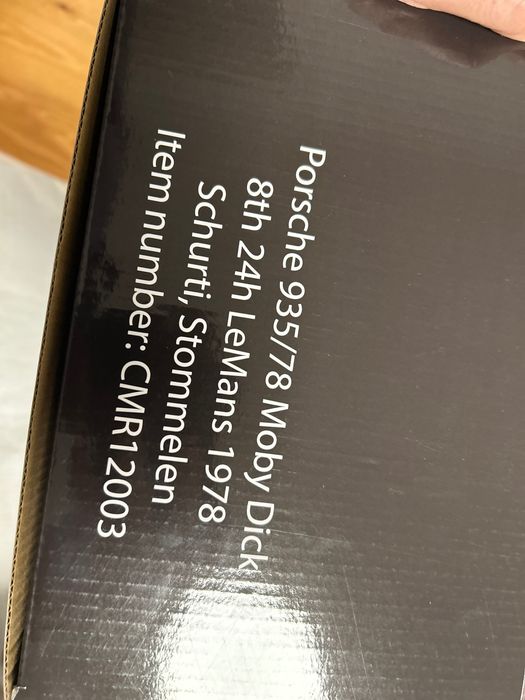 Porsche 935/78 Moby Dick
8th 24h LeMans 1978
Schurti, Stommelen
Item number: CMR12003